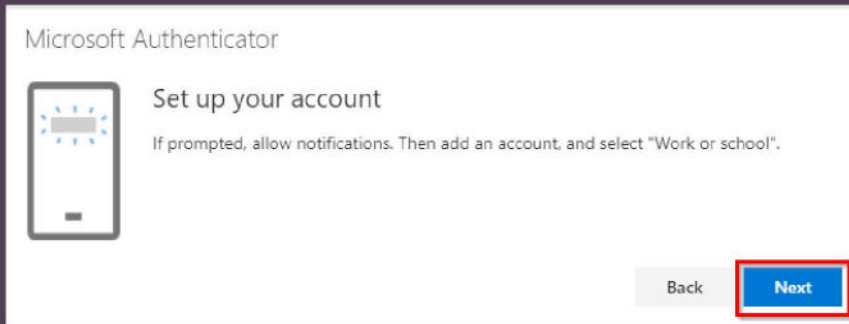 Microsoft Authenticator
Set up your account
If prompted, allow notifications. Then add an account, and select "Work or school".
Back
Next